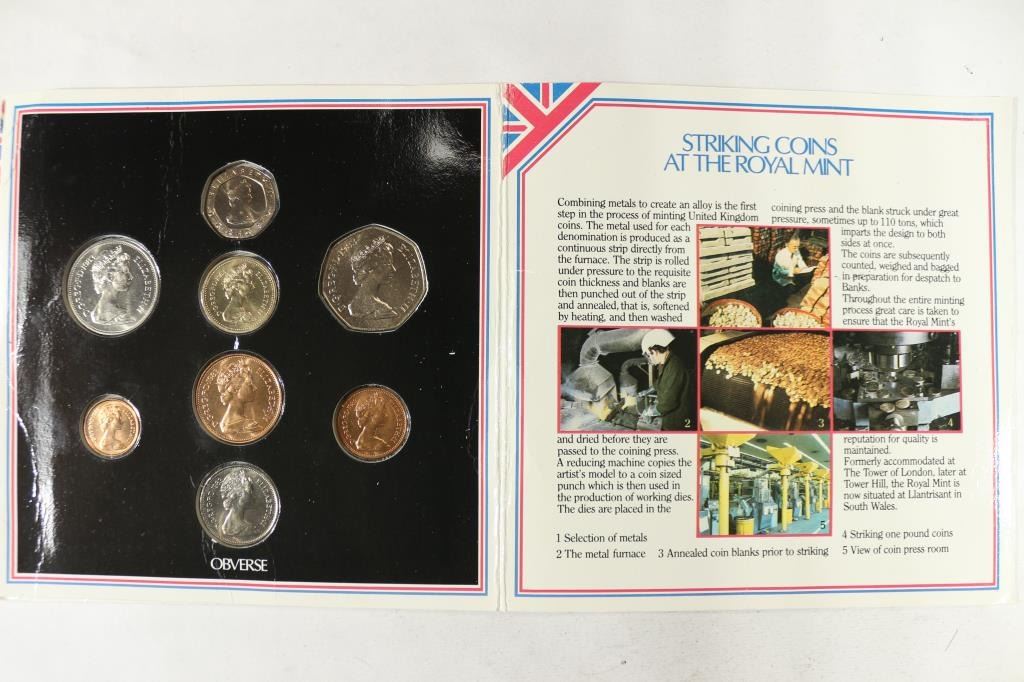 OBVERSE
STRIKING COINS
AT THE ROYAL MINT
Combining metals to create an alloy is the first
step in the process of minting United Kingdom
coins. The metal used for each
denomination is produced as a
continuous strip directly from
the furnace. The strip is rolled
under pressure to the requisite
coin thickness and blanks are
then punched out of the strip
and annealed, that is, softened
by heating, and then washed
and dried before they are
passed to the coining press.
A reducing machine copies the
artist's model to a coin sized
punch which is then used in
the production of working dies.
The dies are placed in the
coining press and the blank struck under great
pressure, sometimes up to 110 tons, which
imparts the design to both
sides at once.
The coins are subsequently
counted, weighed and bagged
in preparation for despatch to
Banks.
Throughout the entire minting
process great care is taken to
ensure that the Royal Mint's
reputation for quality is
maintained.
Formerly accommodated at
The Tower of London, later at
Tower Hill, the Royal Mint is
now situated at Llantrisant in
South Wales.
2
3
4
5
1 Selection of metals
2 The metal furnace
3 Annealed coin blanks prior to striking
4 Striking one pound coins
5 View of coin press room